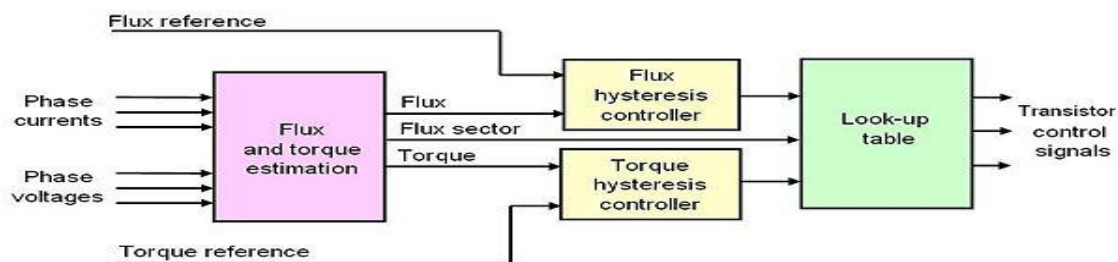 Flux reference
Phase
currents
Phase
voltages
Flux
and torque
estimation
Flux
Flux sector
Torque
Flux
hysteresis
controller
Torque
hysteresis
controller
Look-up
table
Transistor
control
signals
Torque reference